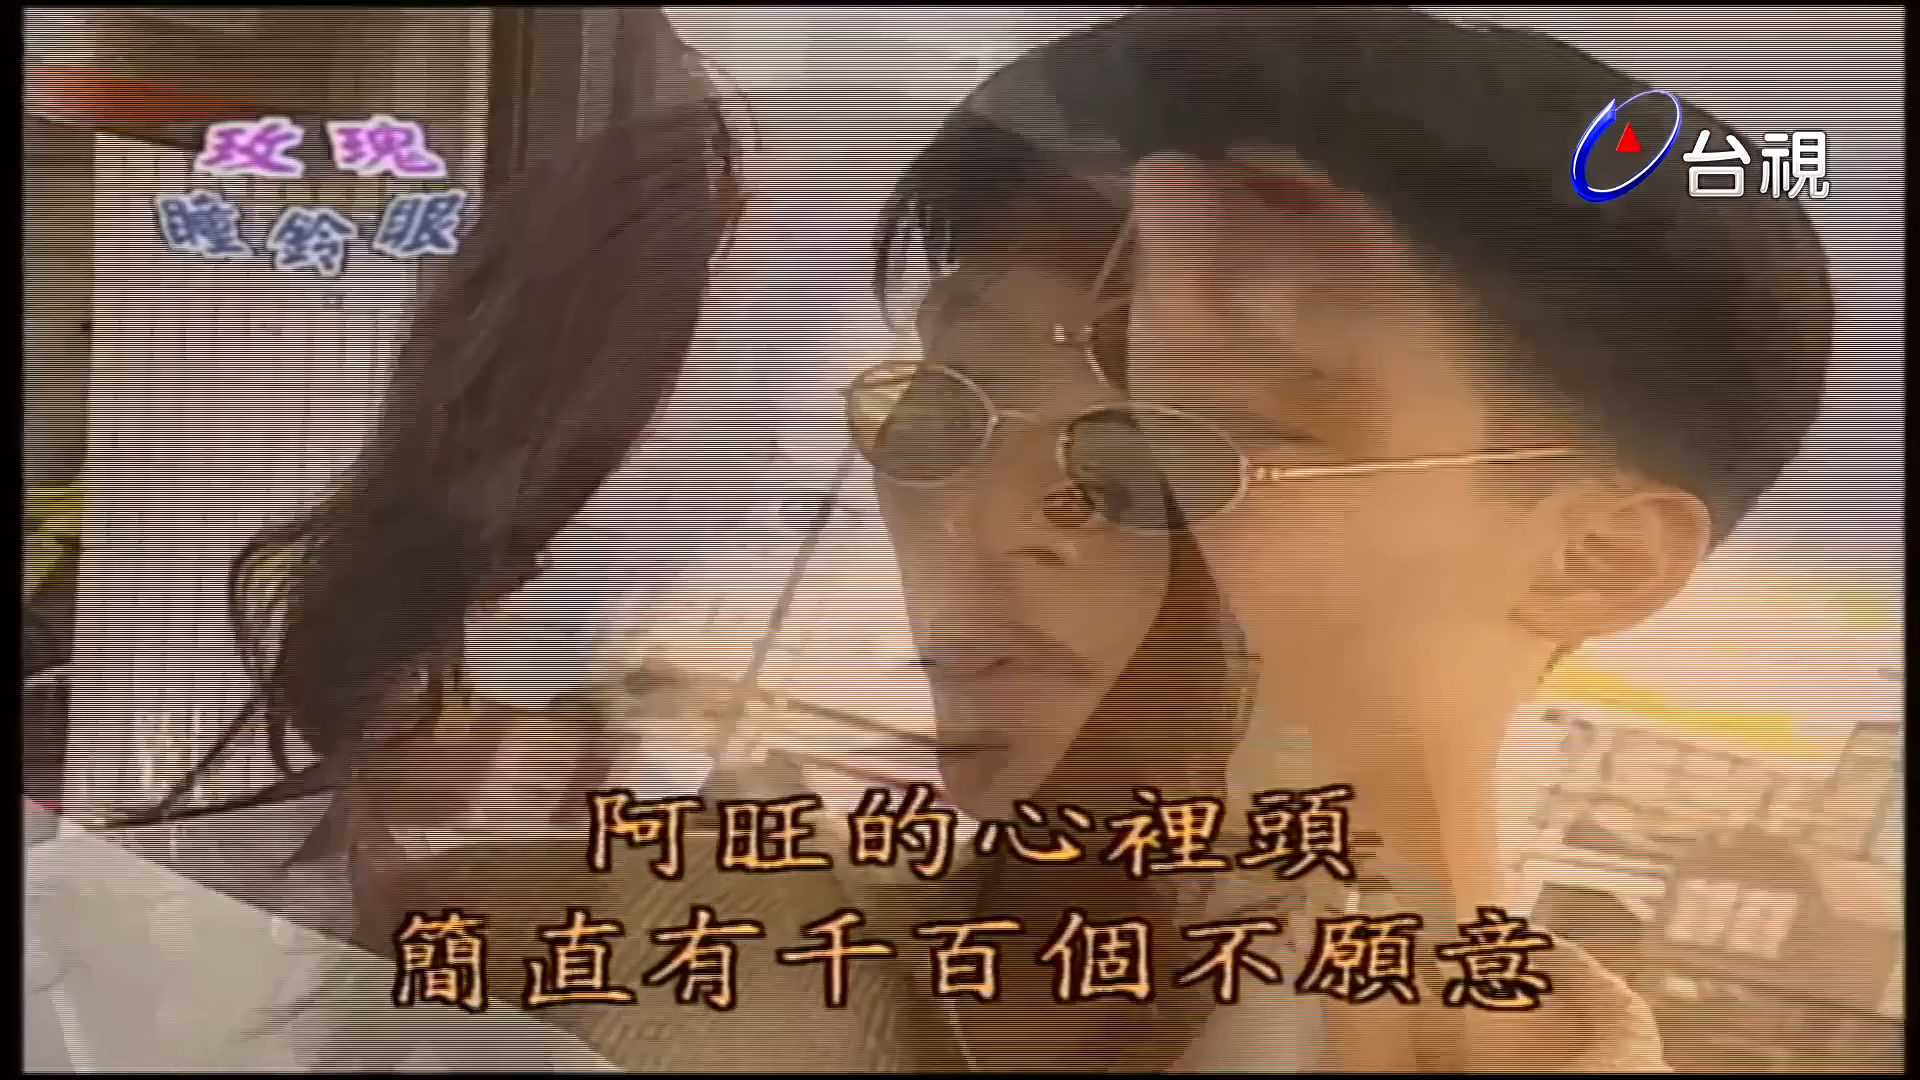 玫瑰
瞳鈴眼
台視
阿旺的心裡頭
簡直有千百個不願意